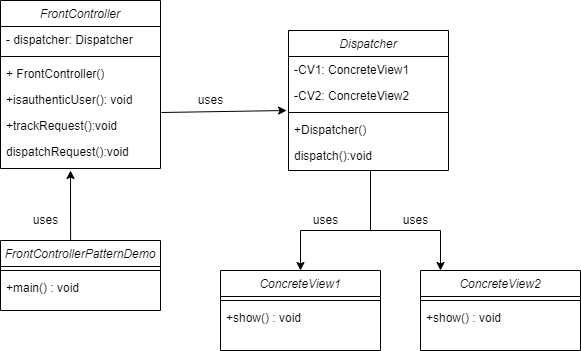 FrontController
- dispatcher: Dispatcher
+ FrontController()
+isauthenticUser(): void
+trackRequest():void
dispatchRequest():void
uses
Dispatcher
-CV1: ConcreteView1
-CV2: ConcreteView2
+Dispatcher()
dispatch():void
uses
FrontControllerPatternDemo
+main() : void
uses
uses
ConcreteView1
+show() : void
ConcreteView2
+show() : void